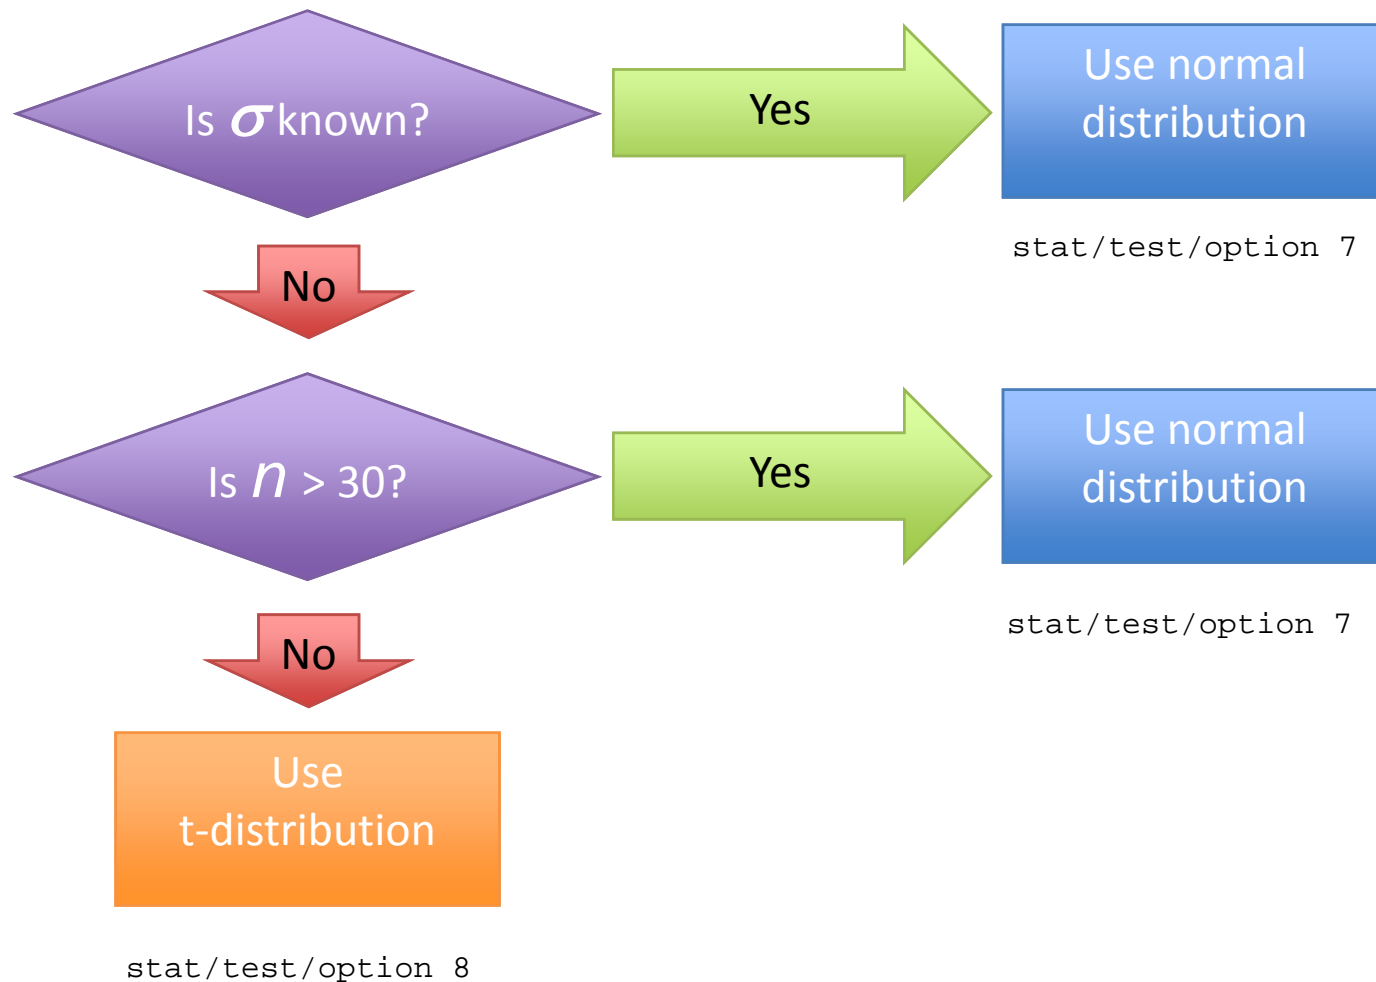 Is σ known?
Yes
Use normal
distribution
stat/test/option 7
No
Is n > 30?
Yes
Use normal
distribution
stat/test/option 7
No
Use
t-distribution
stat/test/option 8